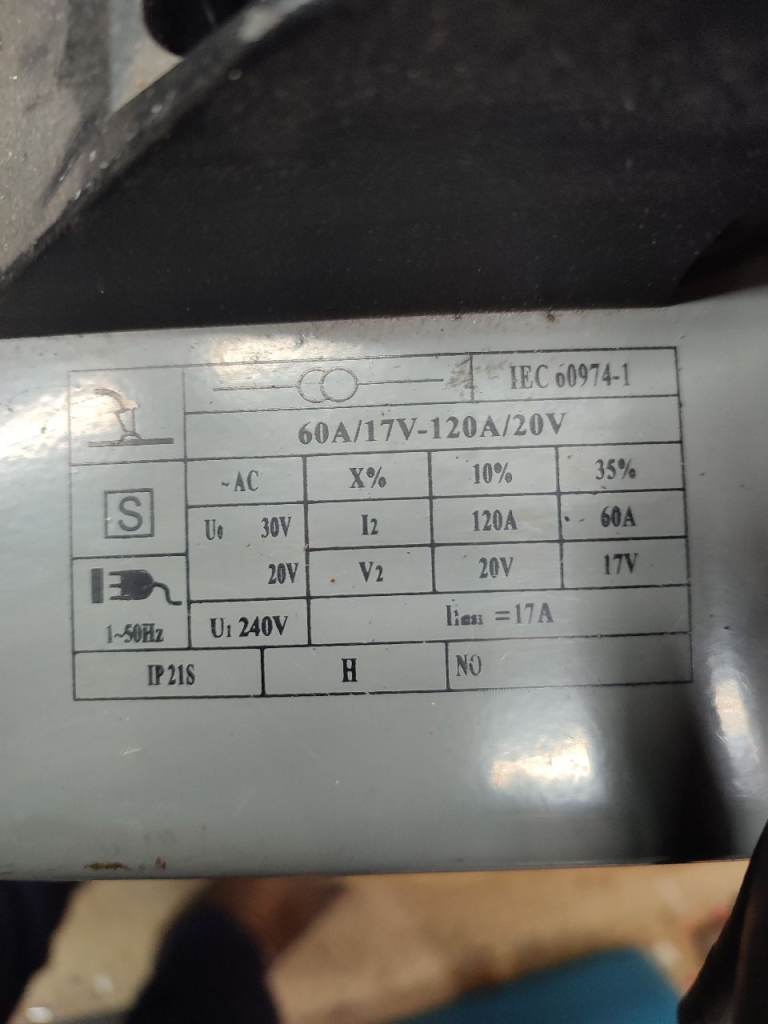 IEC 60974-1
60A/17V-120A/20V
~AC X% 10% 35%
S
U0 30V I2 120A 60A
20V V2 20V 17V
1~50Hz U1 240V =17A
IP 21S H NO